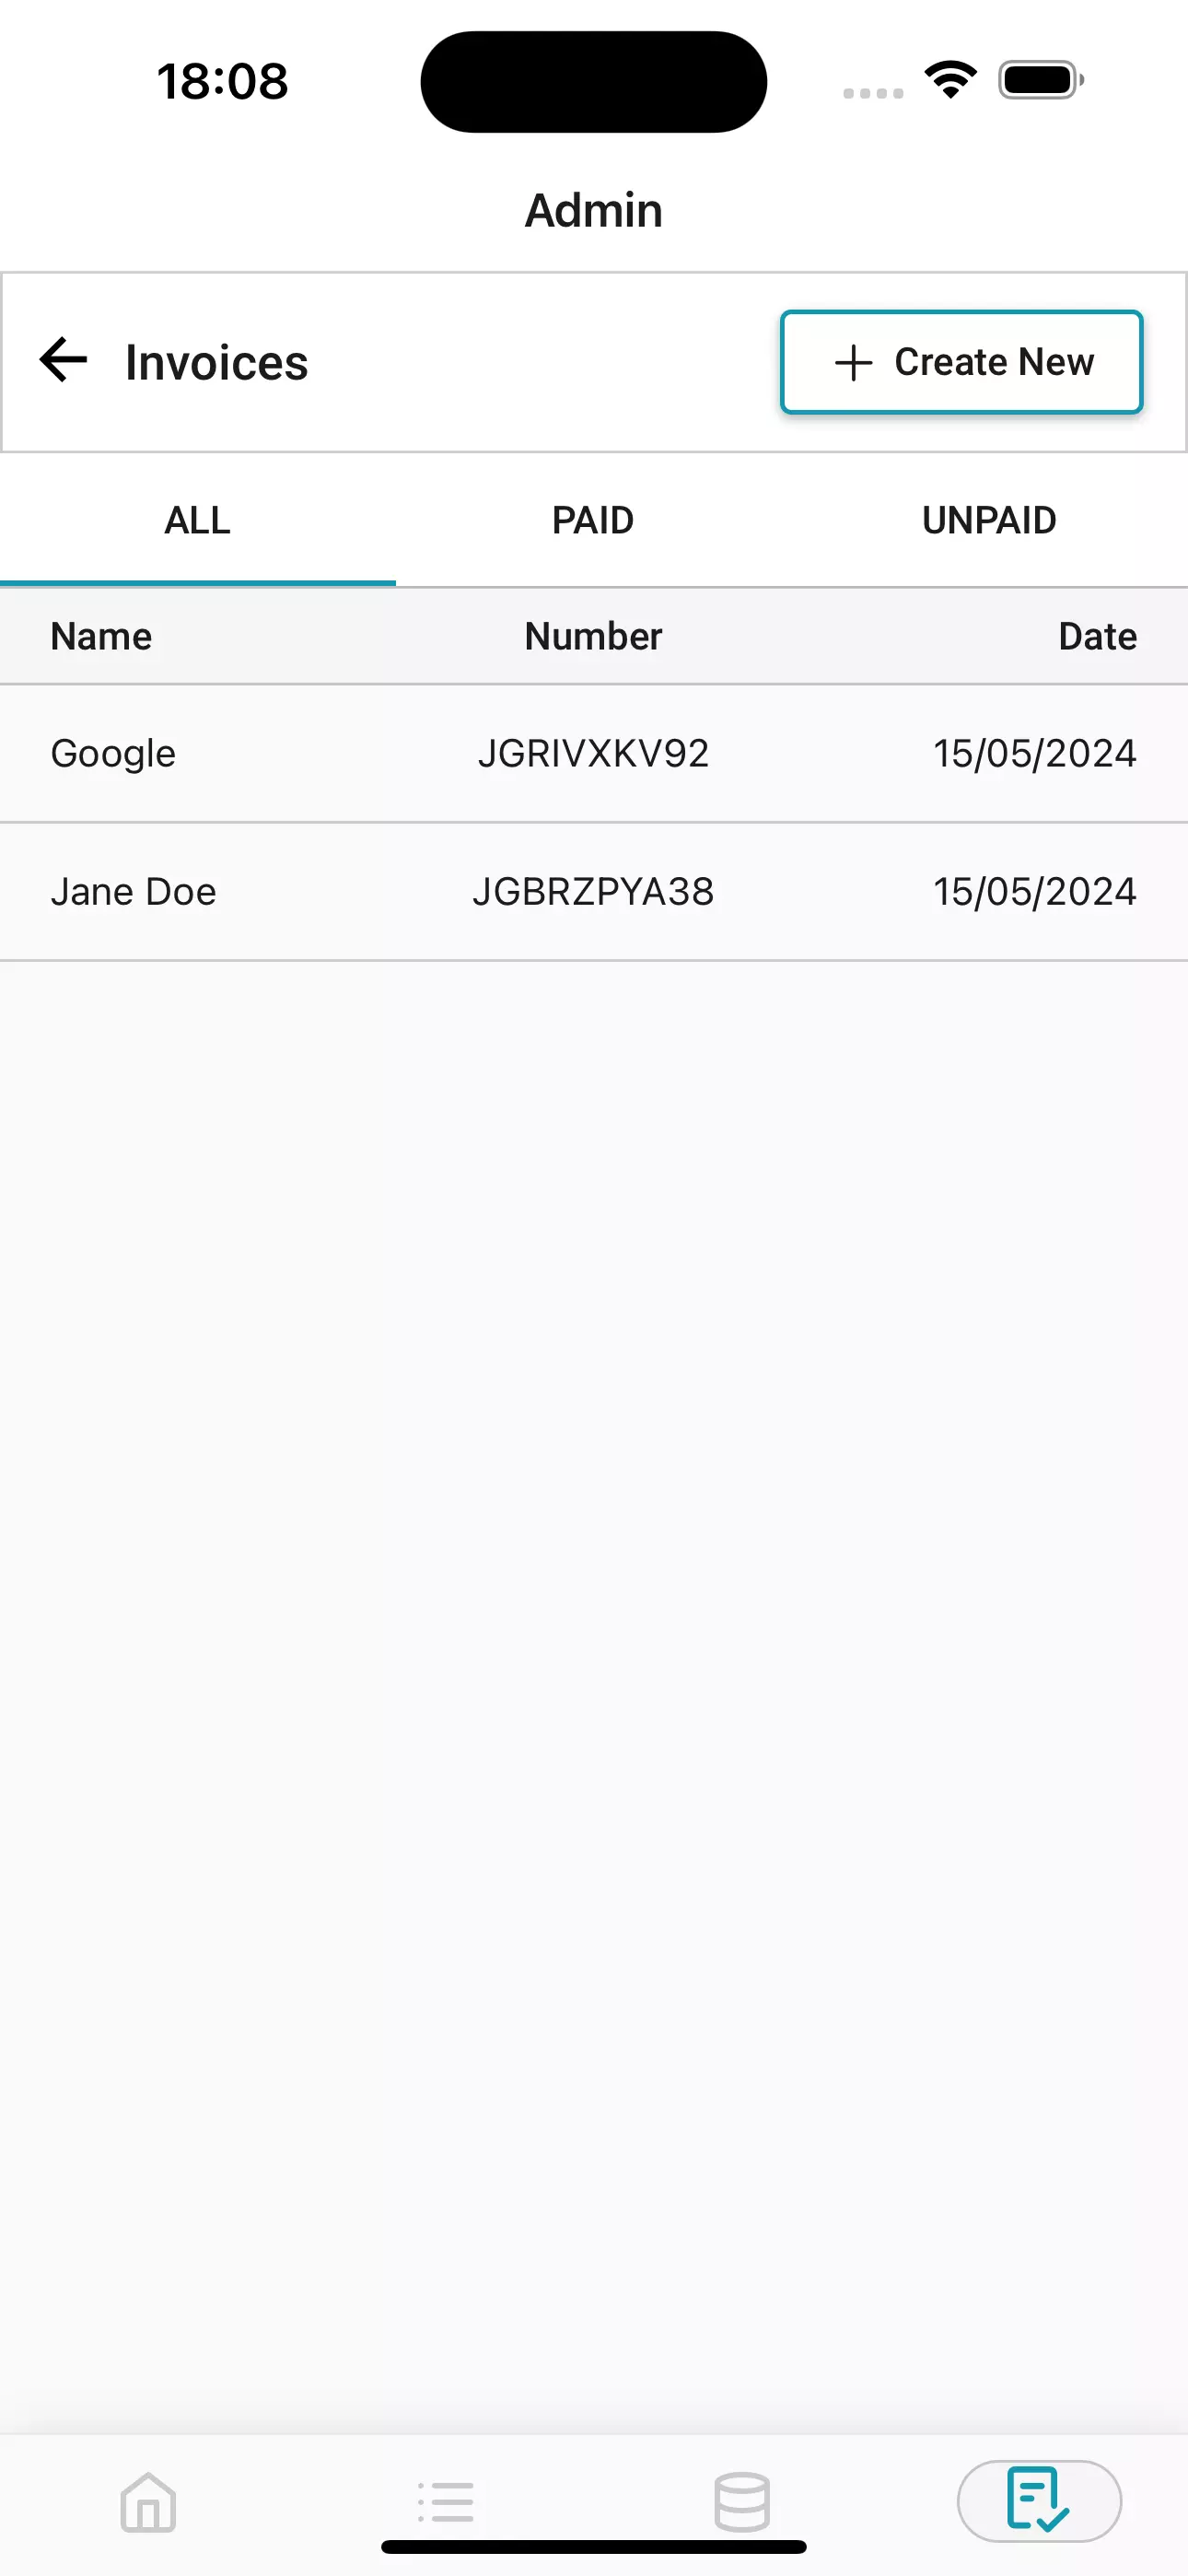 18:08
Admin
Invoices
Create New
ALL PAID UNPAID
Name Number Date
Google JGRIVXKV92 15/05/2024
Jane Doe JGBRZPYA38 15/05/2024